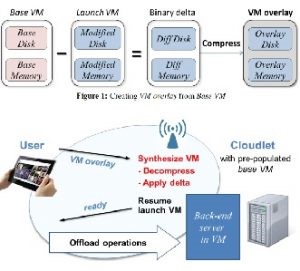 Base VM
Launch VM
Binary delta
VM overlay
Base Disk
Modified Disk
Diff Disk
Compress
Overlay Disk
Base Memory
Modified Memory
Diff Memory
Overlay Memory
Figure 1: Creating VM overlay from Base VM
User
VM overlay
Synthesize VM
- Decompress
- Apply delta
Cloudlet
with pre-populated
base VM
ready
Resume
launch VM
Back-end
server
in VM
Offload operations